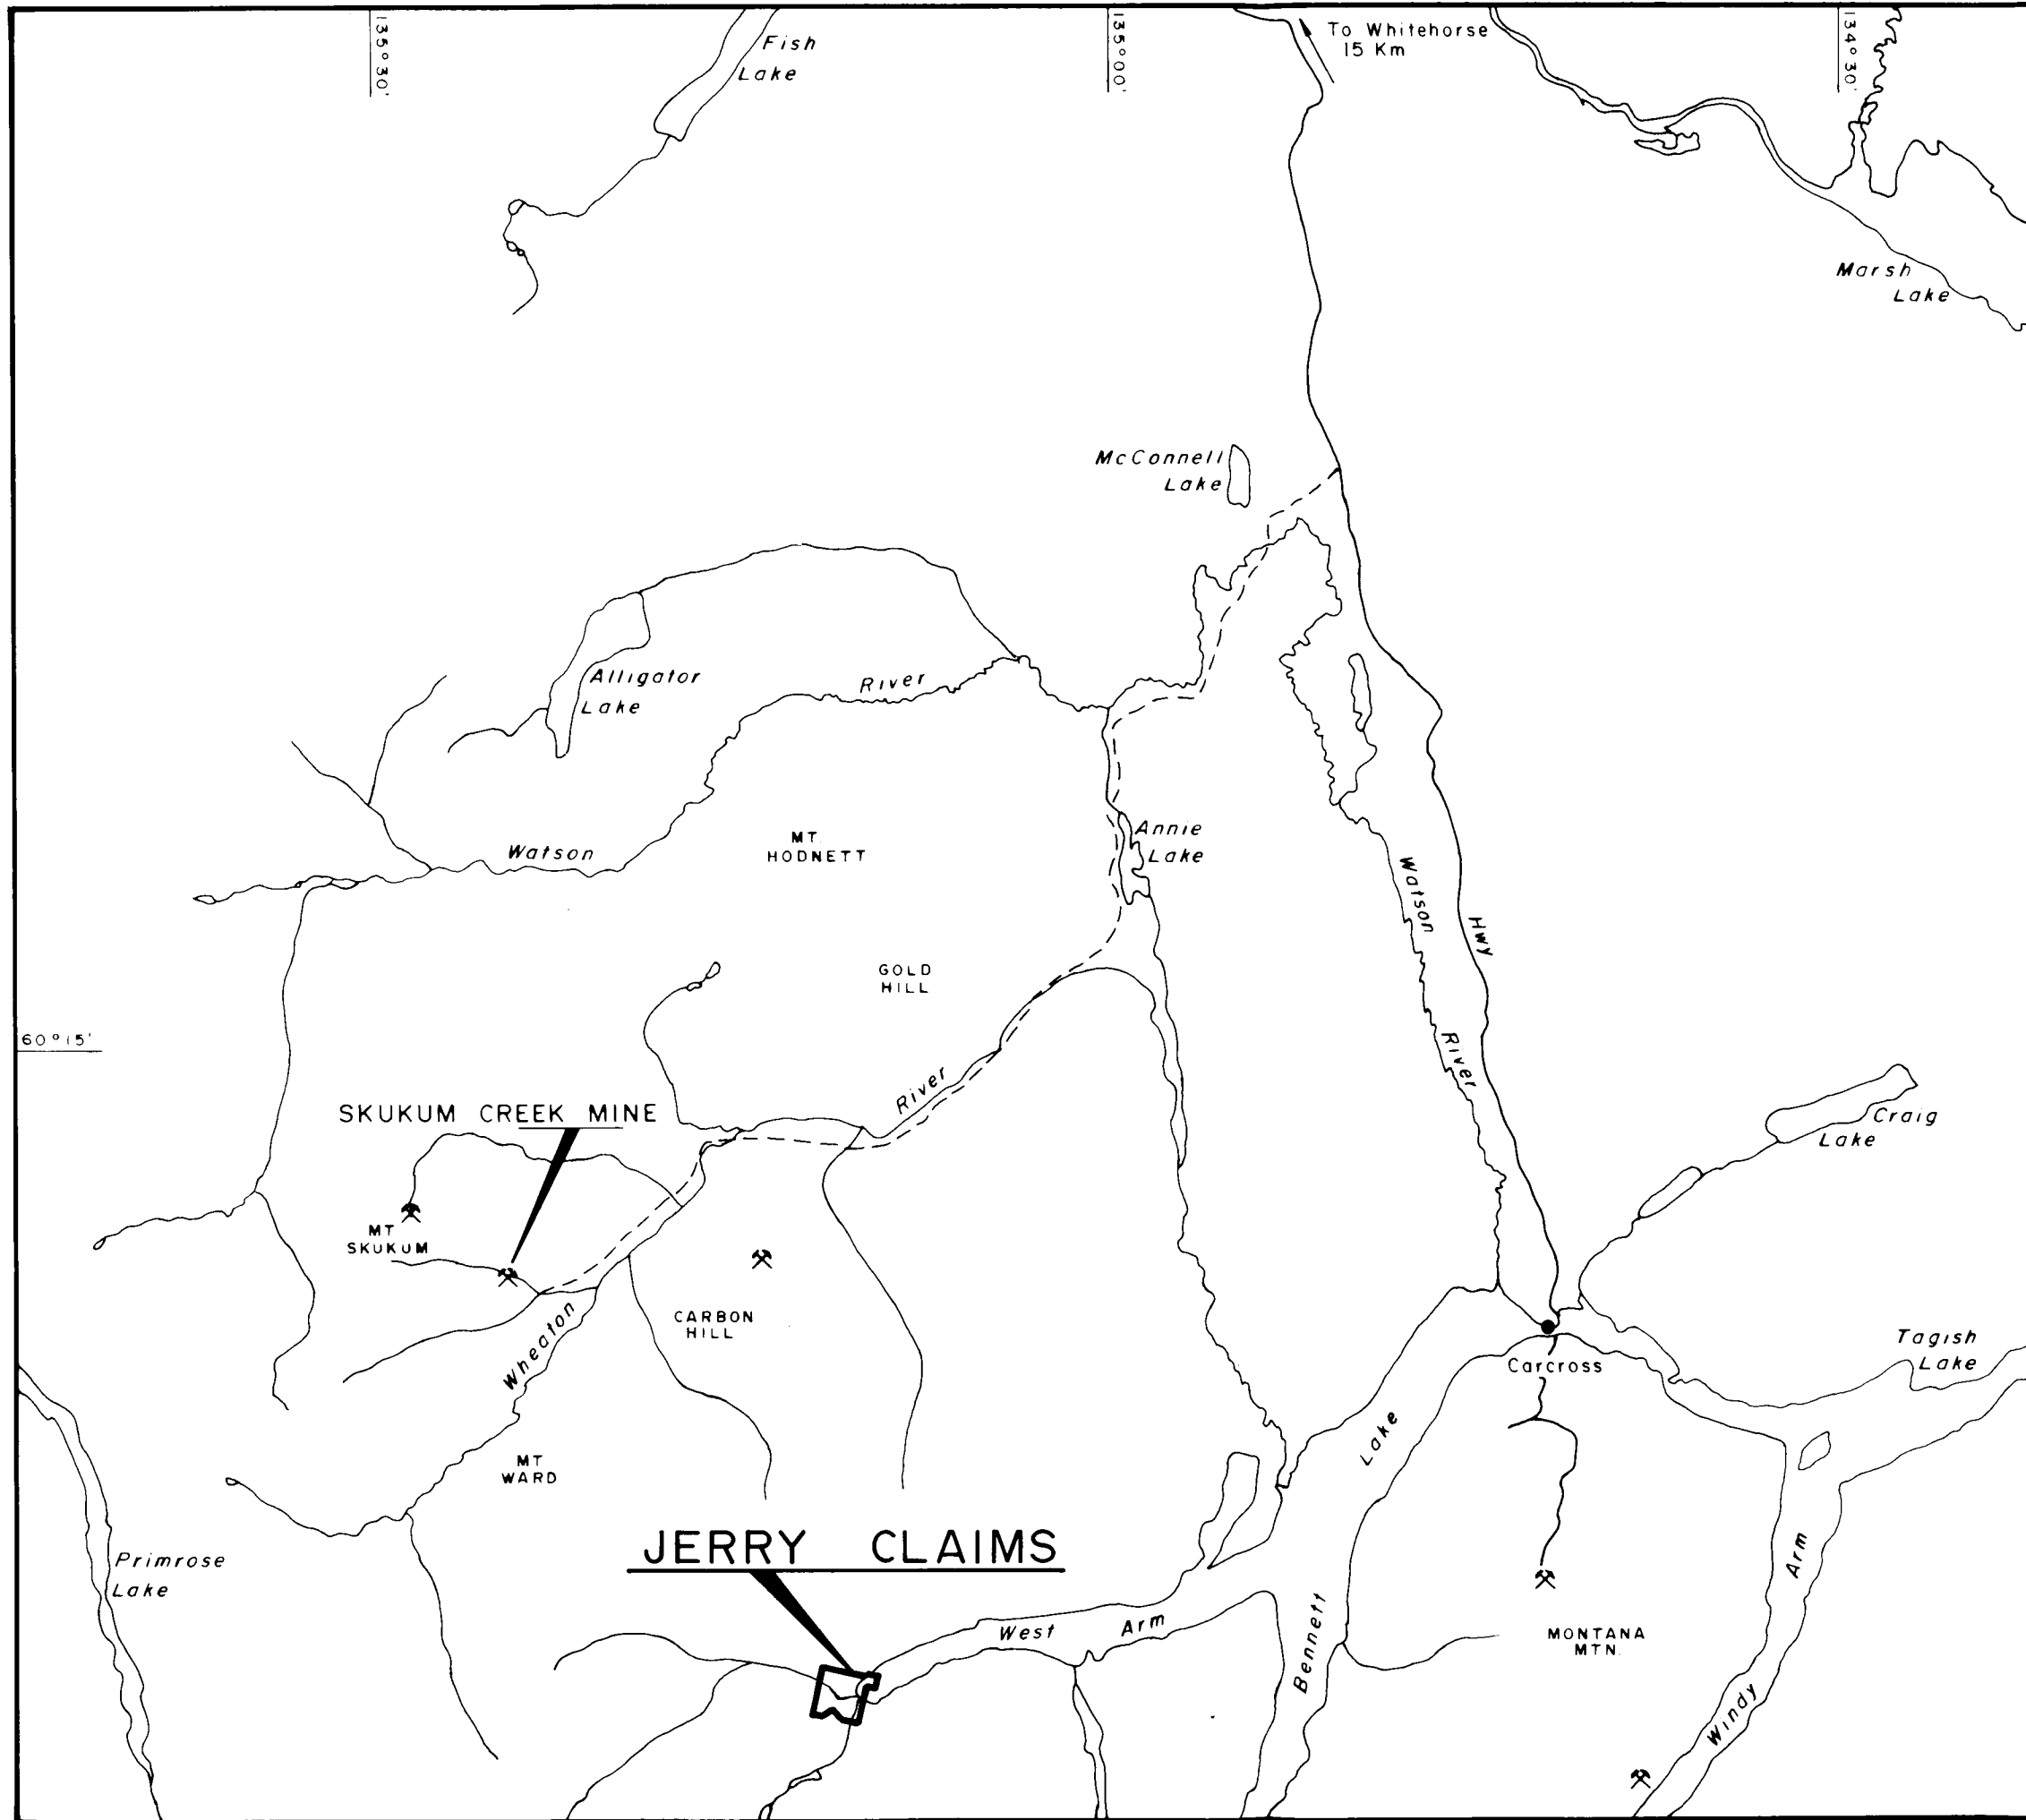 135°30'
Fish
Lake
135°00'
To Whitehorse
15 Km
134°30'
Marsh
Lake
McConnell
Lake
Alligator
Lake
River
Annie
Lake
Watson
MT.
HODNETT
Watson
River
Hwy
GOLD
HILL
60°15'
River
SKUKUM CREEK MINE
Craig
Lake
MT
SKUKUM
Wheaton
CARBON
HILL
Carcross
Tagish
Lake
Lake
MT
WARD
JERRY CLAIMS
Primrose
Lake
West Arm
Bennett
MONTANA
MTN.
Windy Arm